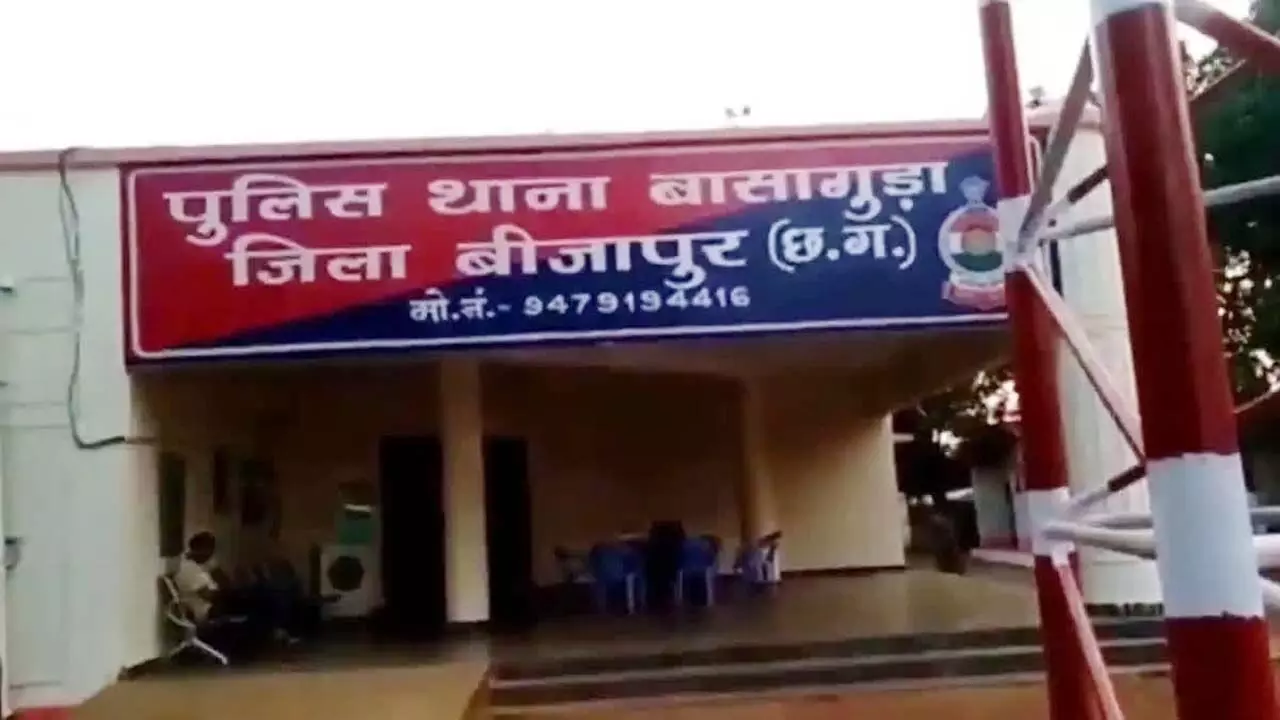 पुलिस थाना बासागुड़ा
जिला बीजापुर (छ.ग.)
मो.नं.- 9479194416